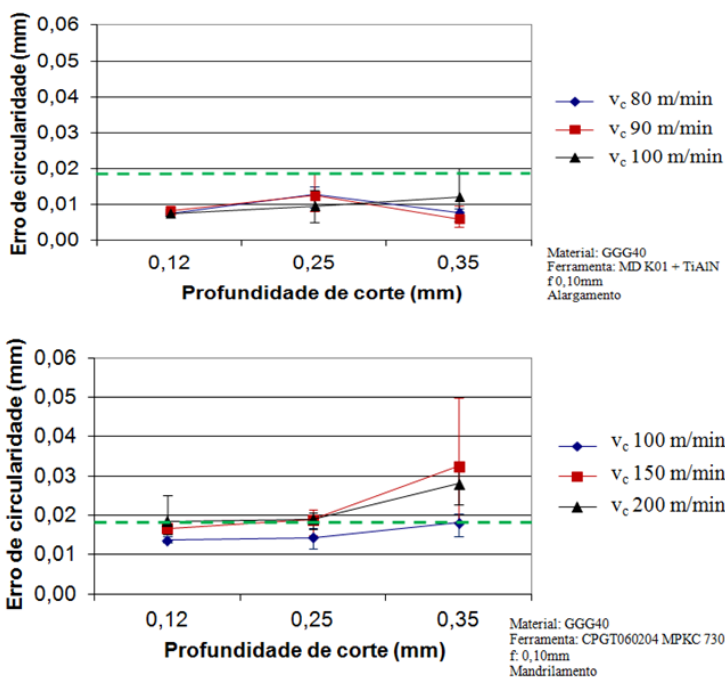 Erro de circularidade (mm)
0,06
0,05
0,04
0,03
0,02
0,01
0,00
0,12 0,25 0,35
Profundidade de corte (mm)
vc 80 m/min
vc 90 m/min
vc 100 m/min
Material: GGG40
Ferramenta: MD K01 + TiAlN
f 0,10mm
Alargamento
Erro de circularidade (mm)
0,06
0,05
0,04
0,03
0,02
0,01
0,00
0,12 0,25 0,35
Profundidade de corte (mm)
vc 100 m/min
vc 150 m/min
vc 200 m/min
Material: GGG40
Ferramenta: CPGT060204 MPKC 730
f: 0,10mm
Mandrilamento